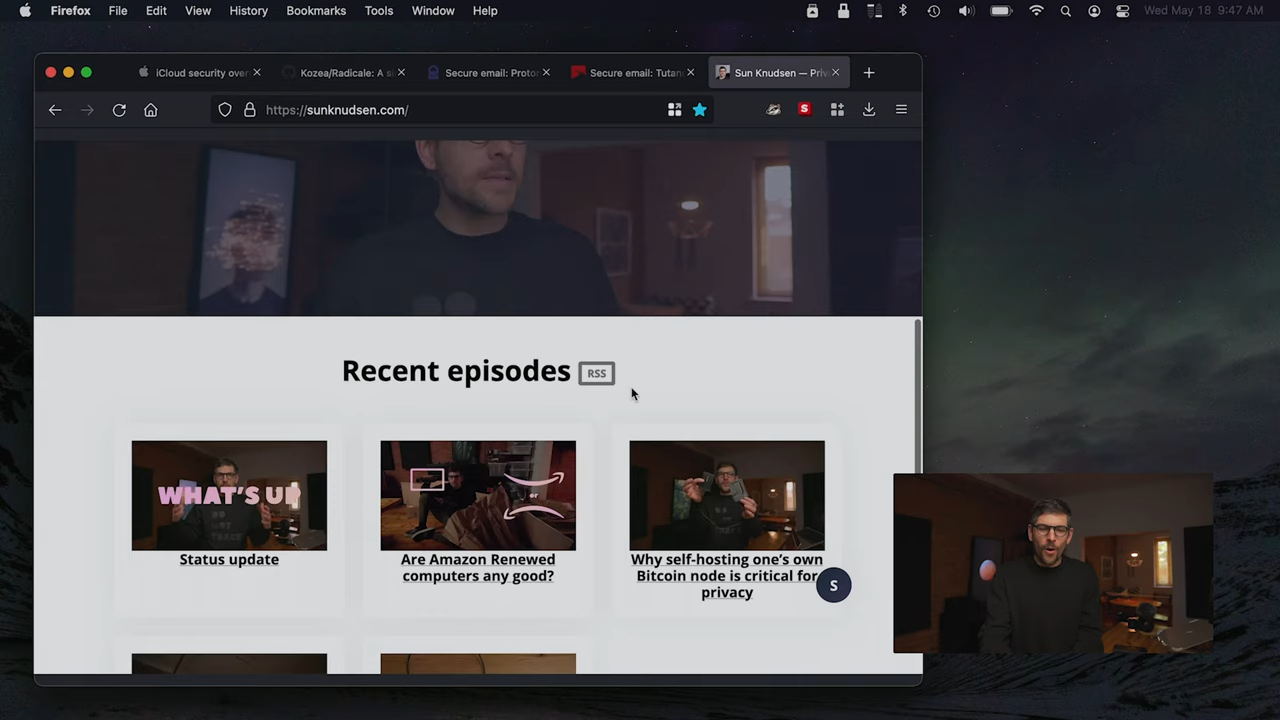 Firefox File Edit View History Bookmarks Tools Window Help Wed May 18 9:47 AM
iCloud security over
Kozea/Radicale: A si
Secure email: Proton
Secure email: Tutan
Sun Knudsen — Priv
https://sunknudsen.com/
S
Recent episodes RSS
WHAT'S UP
or
Status update
Are Amazon Renewed
computers any good?
Why self-hosting one's own
Bitcoin node is critical for
privacy
S